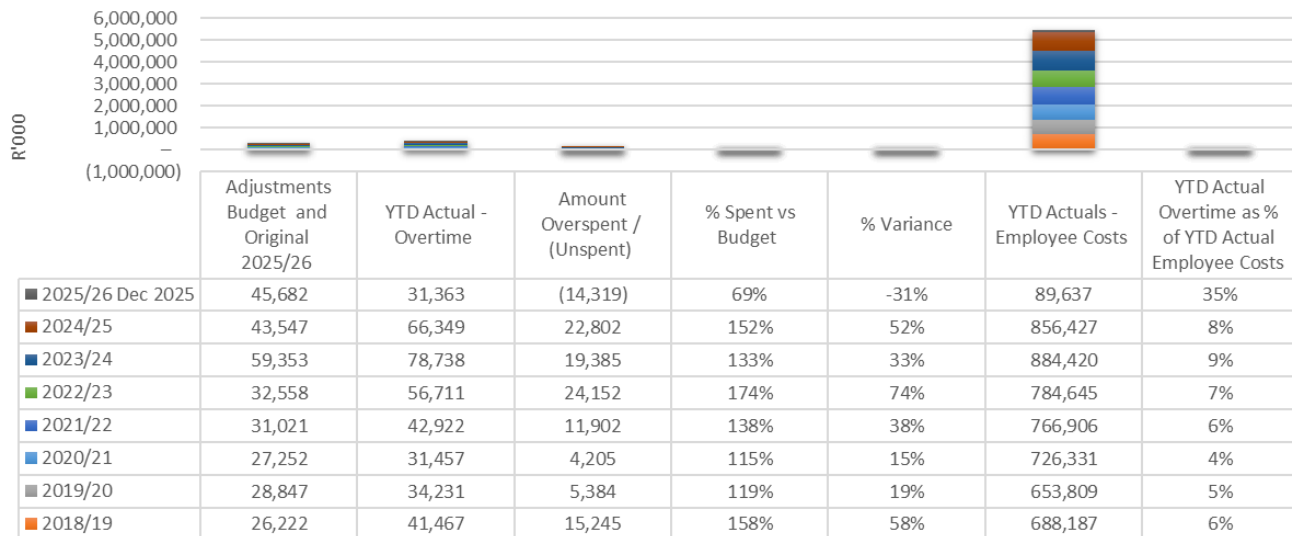 R'000
6,000,000
5,000,000
4,000,000
3,000,000
2,000,000
1,000,000
–
(1,000,000)
Adjustments
Budget and
Original
2025/26
YTD Actual -
Overtime
Amount
Overspent /
(Unspent)
% Spent vs
Budget
% Variance
YTD Actuals -
Employee Costs
YTD Actual
Overtime as %
of YTD Actual
Employee Costs
2025/26 Dec 2025 45,682 31,363 (14,319) 69% -31% 89,637 35%
2024/25 43,547 66,349 22,802 152% 52% 856,427 8%
2023/24 59,353 78,738 19,385 133% 33% 884,420 9%
2022/23 32,558 56,711 24,152 174% 74% 784,645 7%
2021/22 31,021 42,922 11,902 138% 38% 766,906 6%
2020/21 27,252 31,457 4,205 115% 15% 726,331 4%
2019/20 28,847 34,231 5,384 119% 19% 653,809 5%
2018/19 26,222 41,467 15,245 158% 58% 688,187 6%